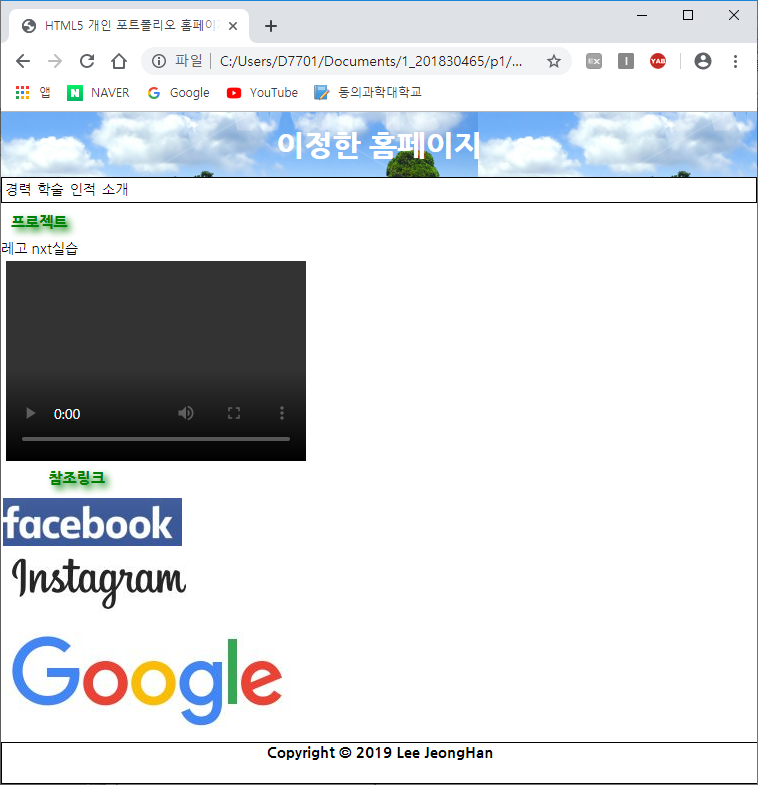 HTML5 개인 포트폴리오 홈페이지
파일 C:/Users/D7701/Documents/1_201830465/p1/...
앱 NAVER Google YouTube 동의과학대학교
이정한 홈페이지
경력 학술 인적 소개
프로젝트
레고 nxt실습
0:00
참조링크
facebook
Instagram
Google
Copyright © 2019 Lee JeongHan